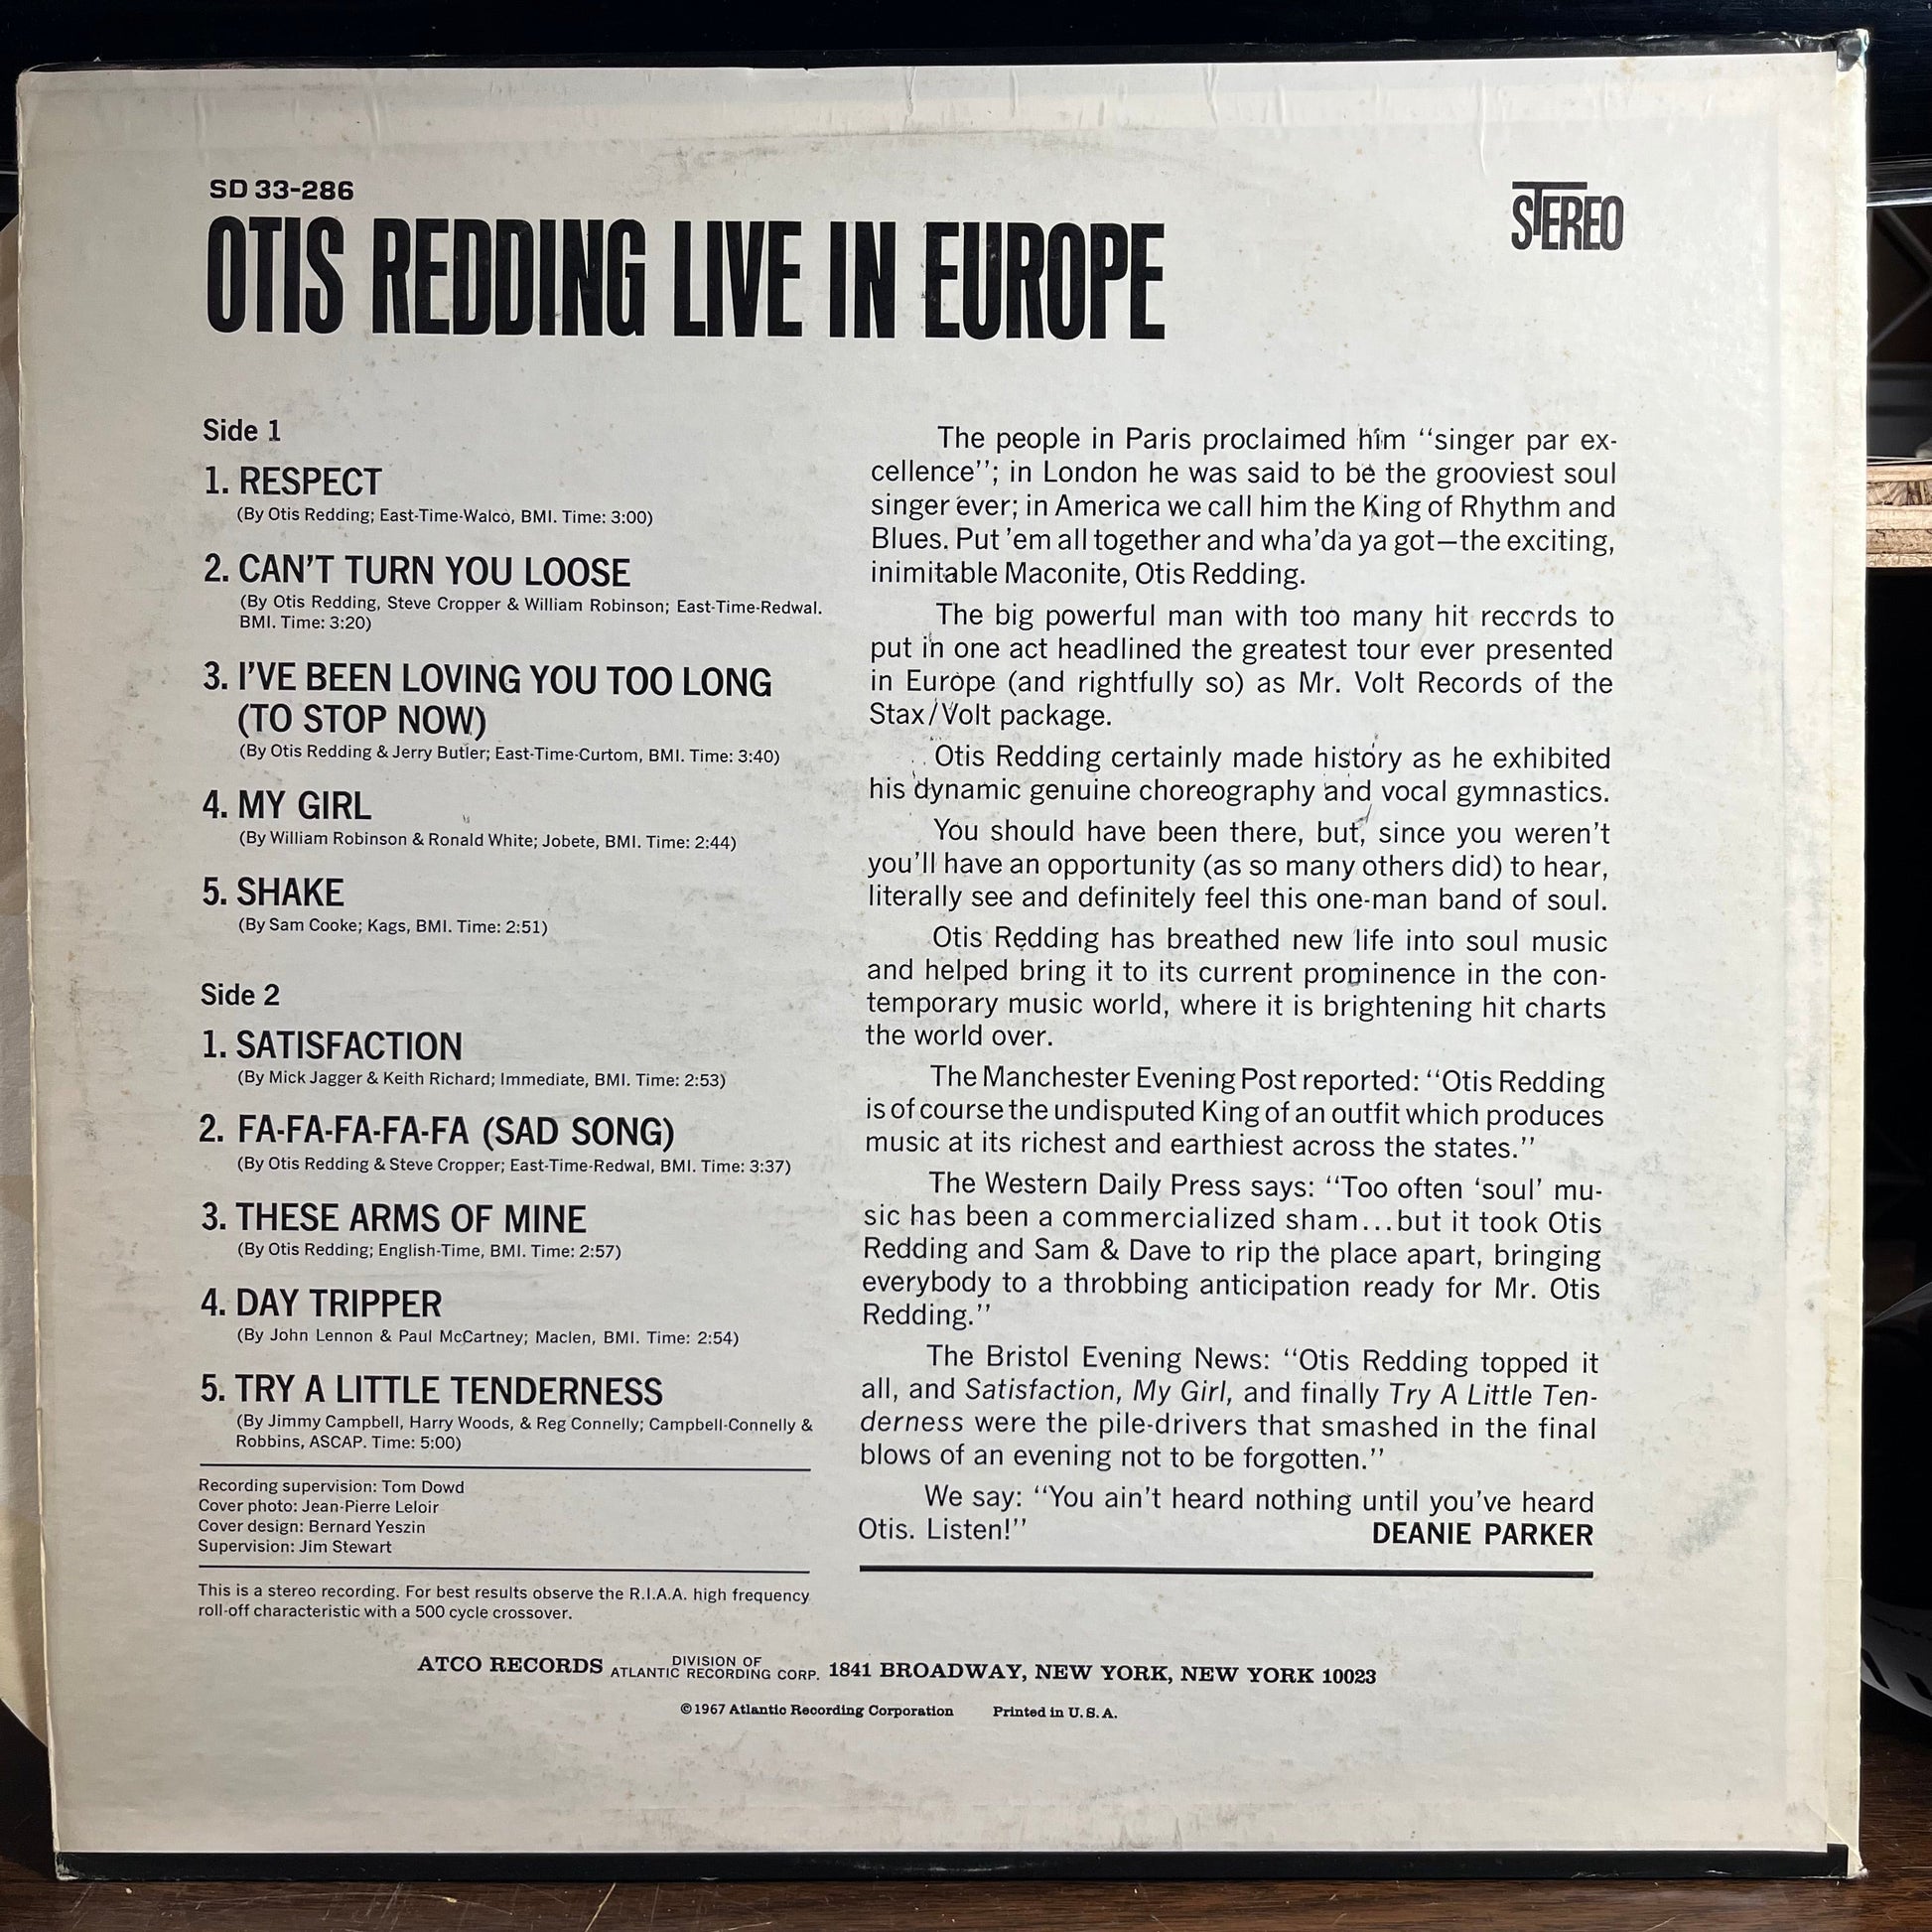 SD 33-286
STEREO
OTIS REDDING LIVE IN EUROPE
Side 1
1. RESPECT
(By Otis Redding; East-Time-Walco, BMI. Time: 3:00)
2. CAN'T TURN YOU LOOSE
(By Otis Redding, Steve Cropper & William Robinson; East-Time-Redwal.
BMI. Time: 3:20)
3. I'VE BEEN LOVING YOU TOO LONG
(TO STOP NOW)
(By Otis Redding & Jerry Butler; East-Time-Curtom, BMI. Time: 3:40)
4. MY GIRL
(By William Robinson & Ronald White; Jobete, BMI. Time: 2:44)
5. SHAKE
(By Sam Cooke; Kags, BMI. Time: 2:51)
Side 2
1. SATISFACTION
(By Mick Jagger & Keith Richard; Immediate, BMI. Time: 2:53)
2. FA-FA-FA-FA-FA (SAD SONG)
(By Otis Redding & Steve Cropper; East-Time-Redwal, BMI. Time: 3:37)
3. THESE ARMS OF MINE
(By Otis Redding; English-Time, BMI. Time: 2:57)
4. DAY TRIPPER
(By John Lennon & Paul McCartney; Maclen, BMI. Time: 2:54)
5. TRY A LITTLE TENDERNESS
(By Jimmy Campbell, Harry Woods, & Reg Connelly; Campbell-Connelly &
Robbins, ASCAP. Time: 5:00)
Recording supervision: Tom Dowd
Cover photo: Jean-Pierre Leloir
Cover design: Bernard Yeszin
Supervision: Jim Stewart
This is a stereo recording. For best results observe the R.I.A.A. high frequency
roll-off characteristic with a 500 cycle crossover.
The people in Paris proclaimed him "singer par ex-
cellence"; in London he was said to be the grooviest soul
singer ever; in America we call him the King of Rhythm and
Blues. Put 'em all together and wha'da ya got—the exciting,
inimitable Maconite, Otis Redding.
The big powerful man with too many hit records to
put in one act headlined the greatest tour ever presented
in Europe (and rightfully so) as Mr. Volt Records of the
Stax/Volt package.
Otis Redding certainly made history as he exhibited
his dynamic genuine choreography and vocal gymnastics.
You should have been there, but, since you weren't
you'll have an opportunity (as so many others did) to hear,
literally see and definitely feel this one-man band of soul.
Otis Redding has breathed new life into soul music
and helped bring it to its current prominence in the con-
temporary music world, where it is brightening hit charts
the world over.
The Manchester Evening Post reported: "Otis Redding
is of course the undisputed King of an outfit which produces
music at its richest and earthiest across the states."
The Western Daily Press says: "Too often 'soul' mu-
sic has been a commercialized sham...but it took Otis
Redding and Sam & Dave to rip the place apart, bringing
everybody to a throbbing anticipation ready for Mr. Otis
Redding."
The Bristol Evening News: "Otis Redding topped it
all, and Satisfaction, My Girl, and finally Try A Little Ten-
derness were the pile-drivers that smashed in the final
blows of an evening not to be forgotten."
We say: "You ain't heard nothing until you've heard
Otis. Listen!" DEANIE PARKER
ATCO RECORDS DIVISION OF ATLANTIC RECORDING CORP. 1841 BROADWAY, NEW YORK, NEW YORK 10023
©1967 Atlantic Recording Corporation Printed in U.S.A.